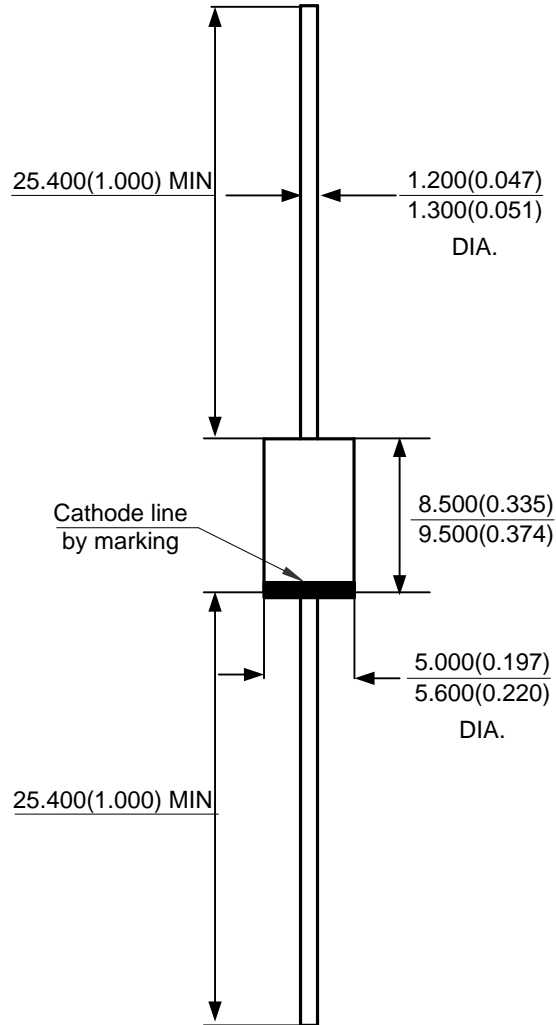 25.400(1.000) MIN
1.200(0.047)
1.300(0.051)
DIA.
Cathode line
by marking
8.500(0.335)
9.500(0.374)
5.000(0.197)
5.600(0.220)
DIA.
25.400(1.000) MIN